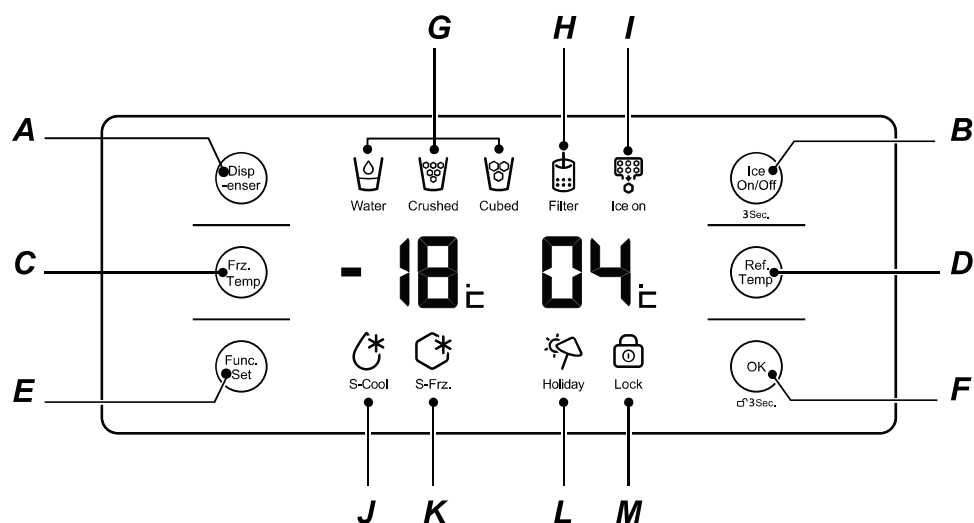 G H I
A
B
Disp
-enser
Water Crushed Cubed Filter Ice on
Ice
On/Off
3Sec.
C
D
Frz.
Temp
-18 04
Ref.
Temp
E
F
Func.
Set
S-Cool S-Frz. Holiday Lock
OK
3Sec.
J K L M